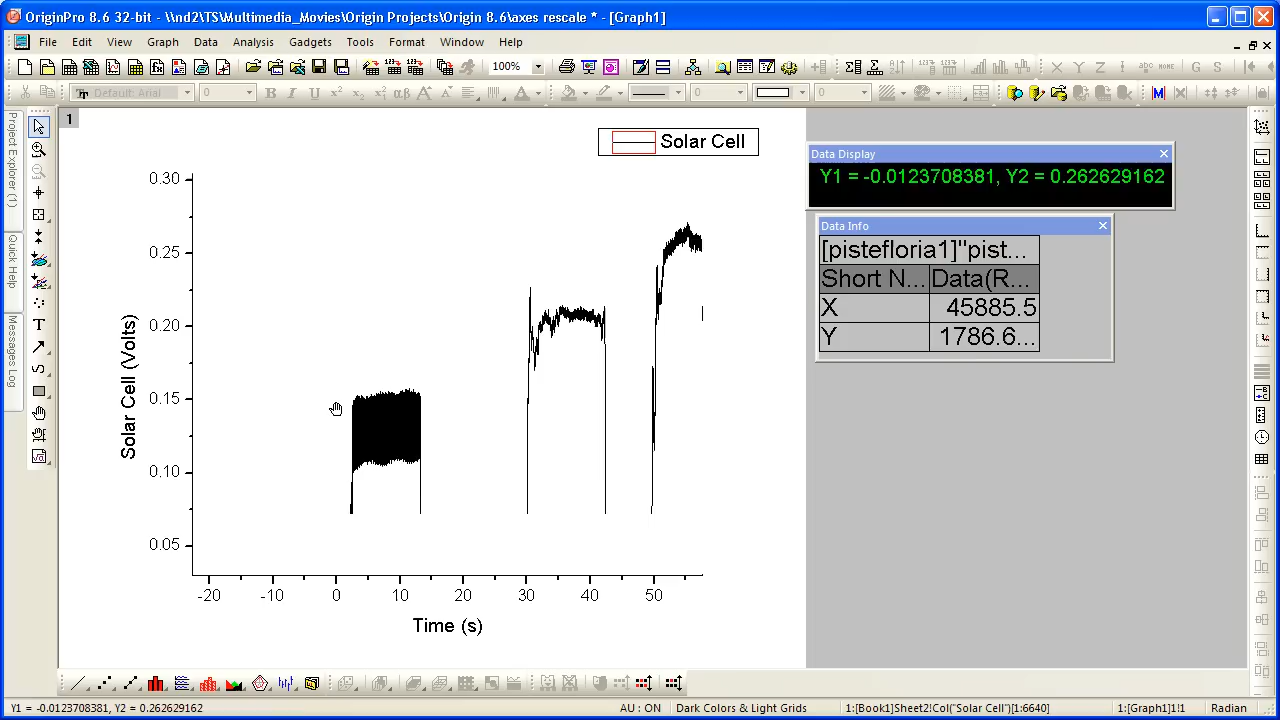 OriginPro 8.6 32-bit - \\nd2\TS\Multimedia_Movies\Origin Projects\Origin 8.6\axes rescale * - [Graph1]
File Edit View Graph Data Analysis Gadgets Tools Format Window Help
100%
Default: Arial 0 B I U 0 0
Project Explorer (1)
Quick Help
Messages Log
1
Solar Cell
0.30
0.25
0.20
0.15
0.10
0.05
Solar Cell (Volts)
-20 -10 0 10 20 30 40 50
Time (s)
Data Display
Y1 = -0.0123708381, Y2 = 0.262629162
Data Info
[pistefloria1]"pist...
Short N... Data(R...
X 45885.5
Y 1786.6...
Y1 = -0.0123708381, Y2 = 0.262629162 AU : ON Dark Colors & Light Grids 1:[Book1]Sheet2!Col("Solar Cell")[1:6640] 1:[Graph1]1!1 Radian